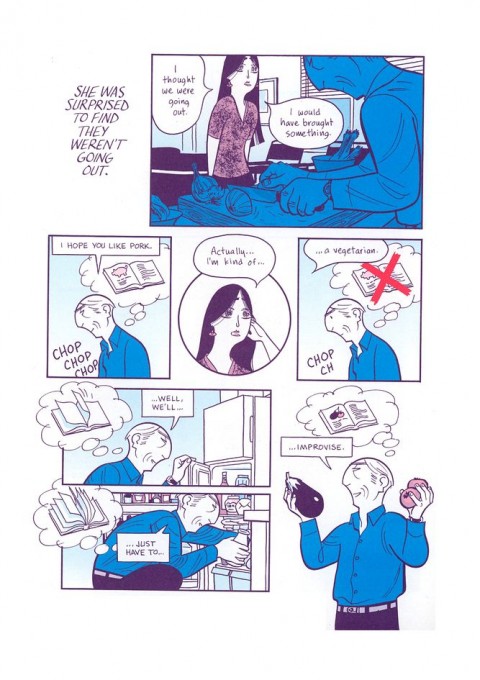 SHE WAS
SURPRISED
TO FIND
THEY
WEREN'T
GOING
OUT.
I
thought
we were
going
out.
I would
have brought
something.
I HOPE YOU LIKE PORK.
CHOP
CHOP
CHOP
Actually...
I'm kind of...
...a vegetarian.
CHOP
CH
...WELL,
WE'LL...
...JUST
HAVE TO...
...IMPROVISE.